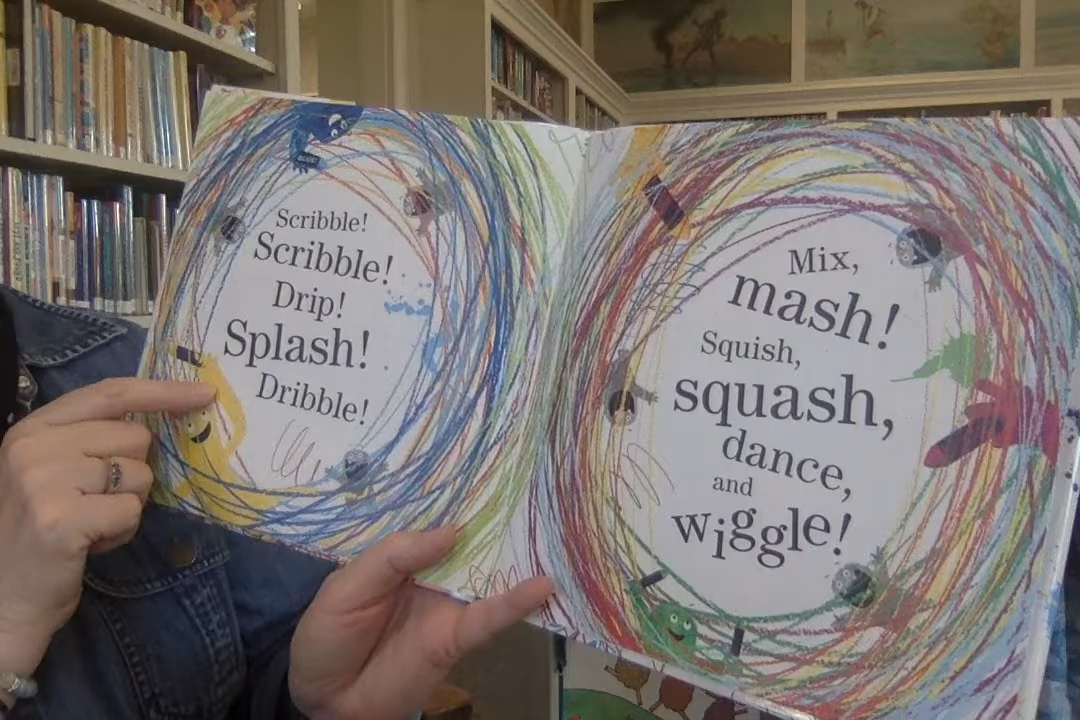 Scribble!
Scribble!
Drip!
Splash!
Dribble!
Mix,
mash!
Squish,
squash,
dance,
and
wiggle!